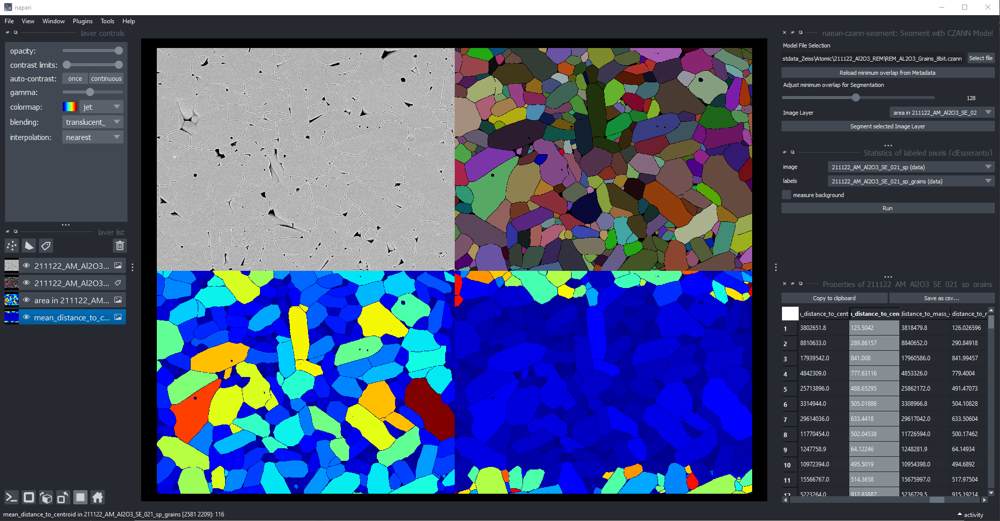 napari
File View Window Plugins Tools Help
layer controls
opacity:
contrast limits:
auto-contrast: once continuous
gamma:
colormap: jet
blending: translucent_
interpolation: nearest
layer list
211122_AM_Al2O3...
211122_AM_Al2O3...
area in 211122_AM...
mean_distance_to_c...
napari-czann-segment: Segment with CZANN Model
Model File Selection
stdata_Zeiss\Atomic\211122_Al2O3_REM\REM_AL2O3_Grains_8bit.czann Select file
Reload minimum overlap from Metadata
Adjust minimum overlap for Segmentation
128
Image Layer area in 211122_AM_Al2O3_SE_02
Segment selected Image Layer
Statistics of labeled pixels (clEsperanto)
image 211122_AM_Al2O3_SE_021_sp (data)
labels 211122_AM_Al2O3_SE_021_sp_grains (data)
measure background
Run
Properties of 211122 AM Al2O3 SE 021 sp grains
Copy to clipboard Save as csv...
_distance_to_cent _distance_to_cen distance_to_mass_ distance_to_r
1 3802651.8 125.5042 3818479.8 126.026596
2 8810633.0 289.86157 8840652.0 290.84918
3 17939542.0 841.008 17960586.0 841.99457
4 4842309.0 777.63116 4853326.0 779.4004
5 25713896.0 488.65295 25862172.0 491.47073
6 3314944.0 505.01886 3308966.8 504.10828
7 29614036.0 633.4418 29617042.0 633.50604
8 11770454.0 502.04538 11726594.0 500.17462
9 1247758.9 64.12246 1248281.9 64.14934
10 10972394.0 495.5019 10954398.0 494.6892
11 15566767.0 514.3658 15675997.0 517.97504
12 5223264.0 912.83887 5236729.5 915.19214
mean_distance_to_centroid in 211122_AM_Al2O3_SE_021_sp_grains [2581 2209]: 116
activity